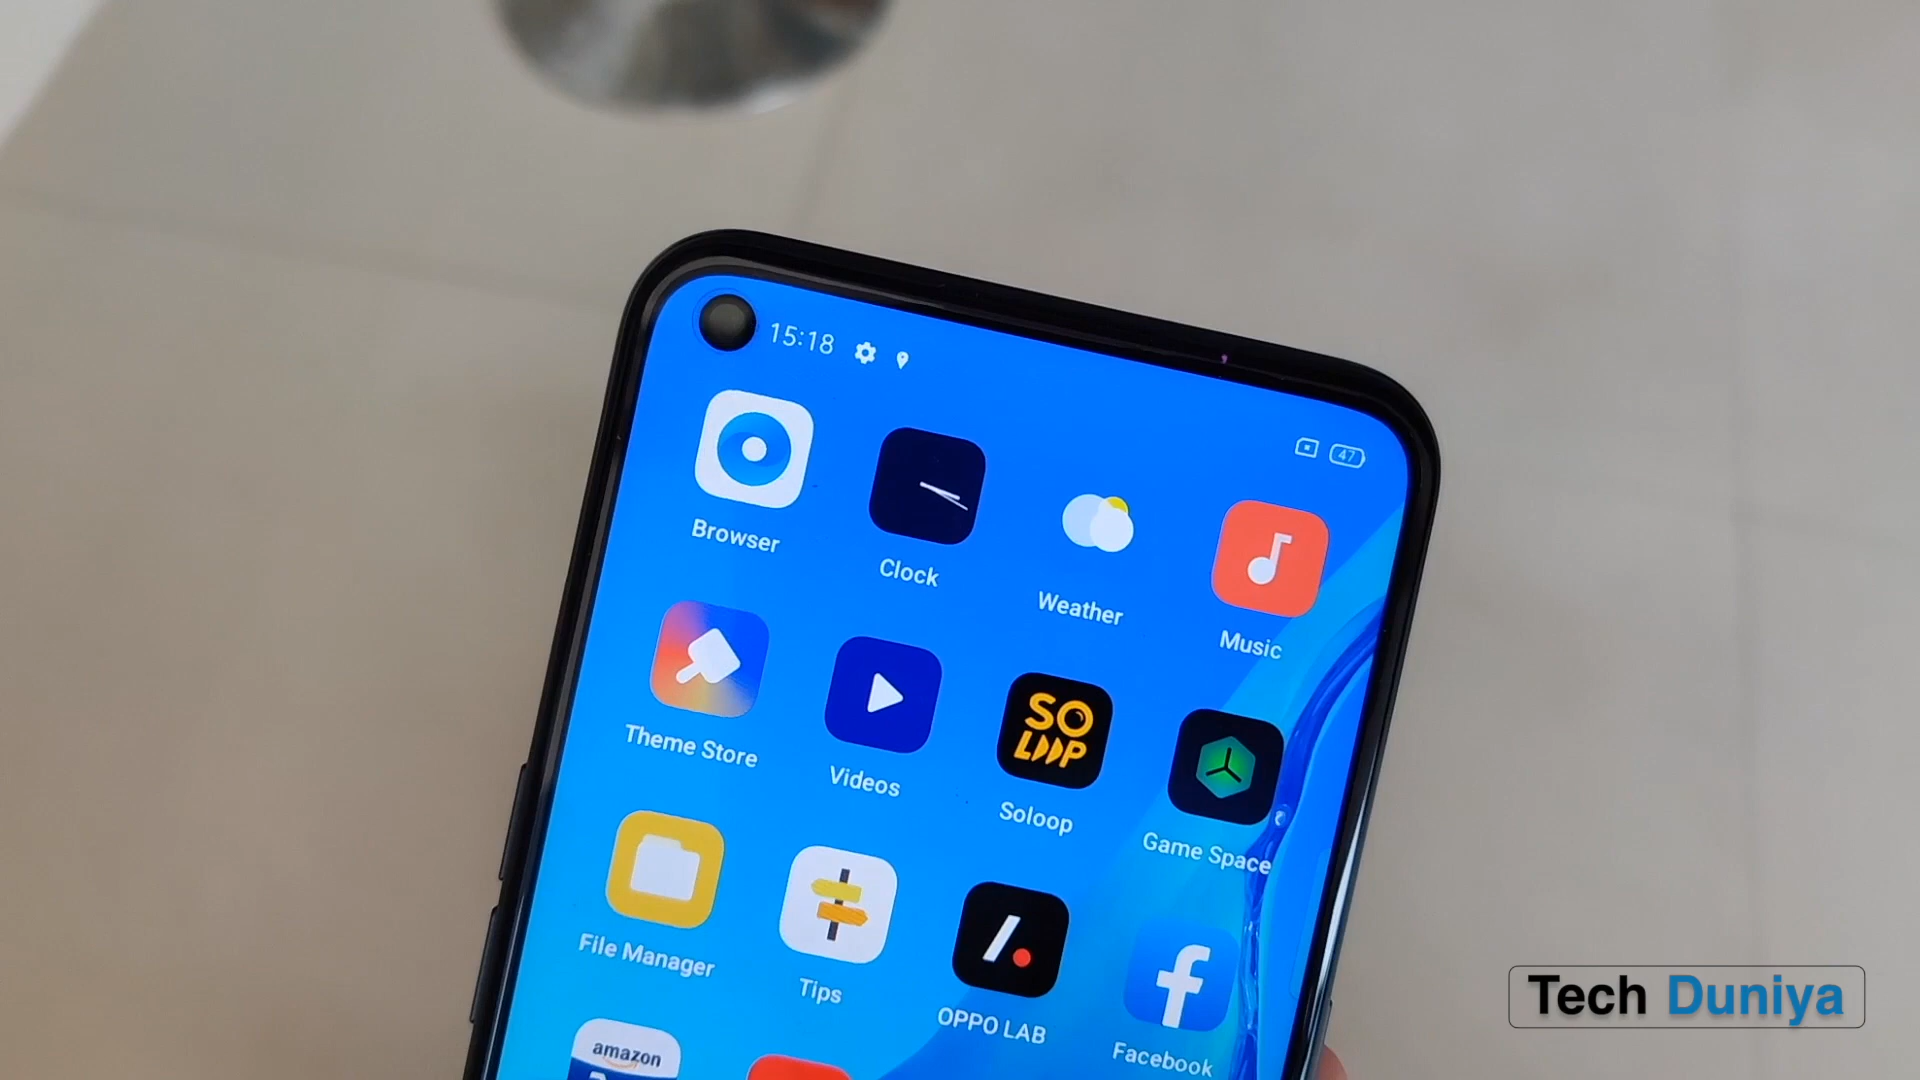 15:18
47
Browser
Clock
Weather
Music
SO
LOOP
Theme Store
Videos
Soloop
Game Space
File Manager
Tips
OPPO LAB
Facebook
amazon
Tech Duniya